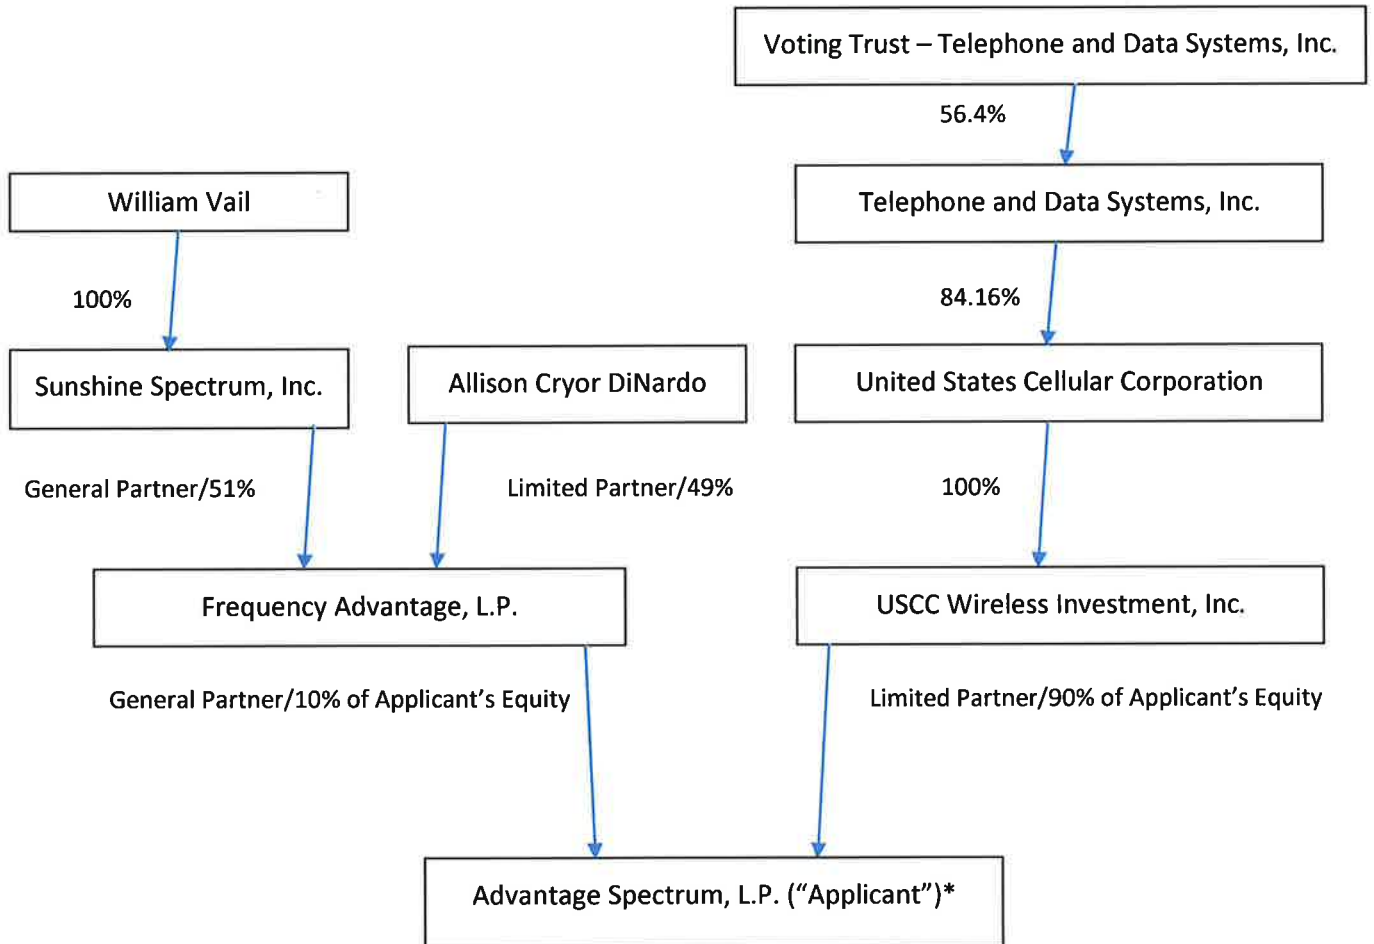 Voting Trust – Telephone and Data Systems, Inc.
56.4%
William Vail
Telephone and Data Systems, Inc.
100%
84.16%
Sunshine Spectrum, Inc.
Allison Cryor DiNardo
United States Cellular Corporation
General Partner/51%
Limited Partner/49%
100%
Frequency Advantage, L.P.
USCC Wireless Investment, Inc.
General Partner/10% of Applicant’s Equity
Limited Partner/90% of Applicant’s Equity
Advantage Spectrum, L.P. (“Applicant”)*